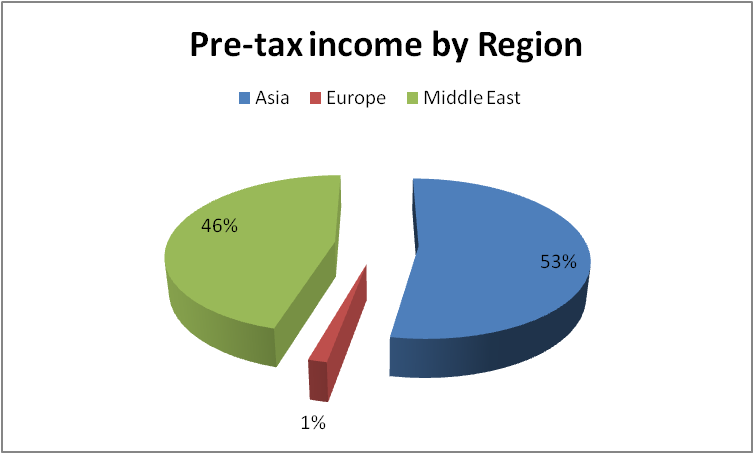 Pre-tax income by Region
Asia Europe Middle East
46%
53%
1%